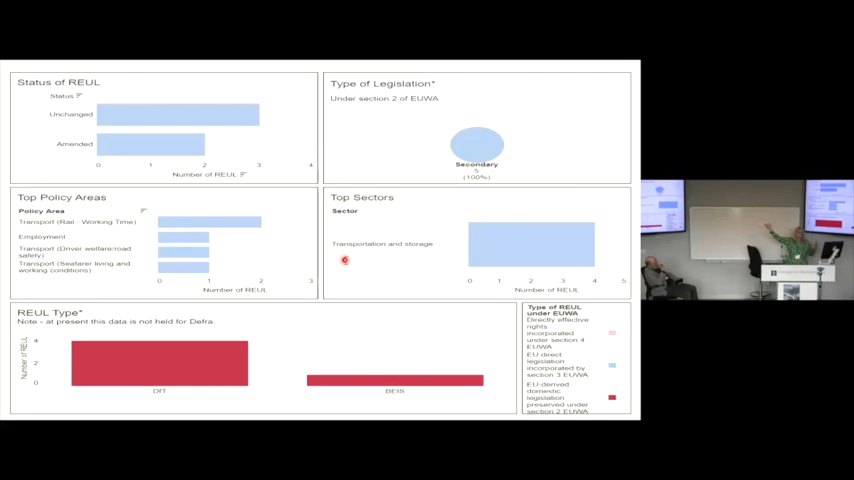 Status of REUL
Status
Unchanged
Amended
0 1 2 3 4
Number of REUL
Type of Legislation*
Under section 2 of EUWA
Secondary
5
(100%)
Top Policy Areas
Policy Area
Transport (Rail - Working Time)
Employment
Transport (Driver welfare/road
safety)
Transport (Seafarer living and
working conditions)
0 1 2 3
Number of REUL
Top Sectors
Sector
Transportation and storage
0 1 2 3 4 5
Number of REUL
REUL Type*
Note - at present this data is not held for Defra.
Number of REUL
4
2
0
DfT
BEIS
Type of REUL
under EUWA
Directly effective
rights
incorporated
under section 4
EUWA
EU direct
legislation
incorporated by
section 3 EUWA
EU-derived
domestic
legislation
preserved under
section 2 EUWA